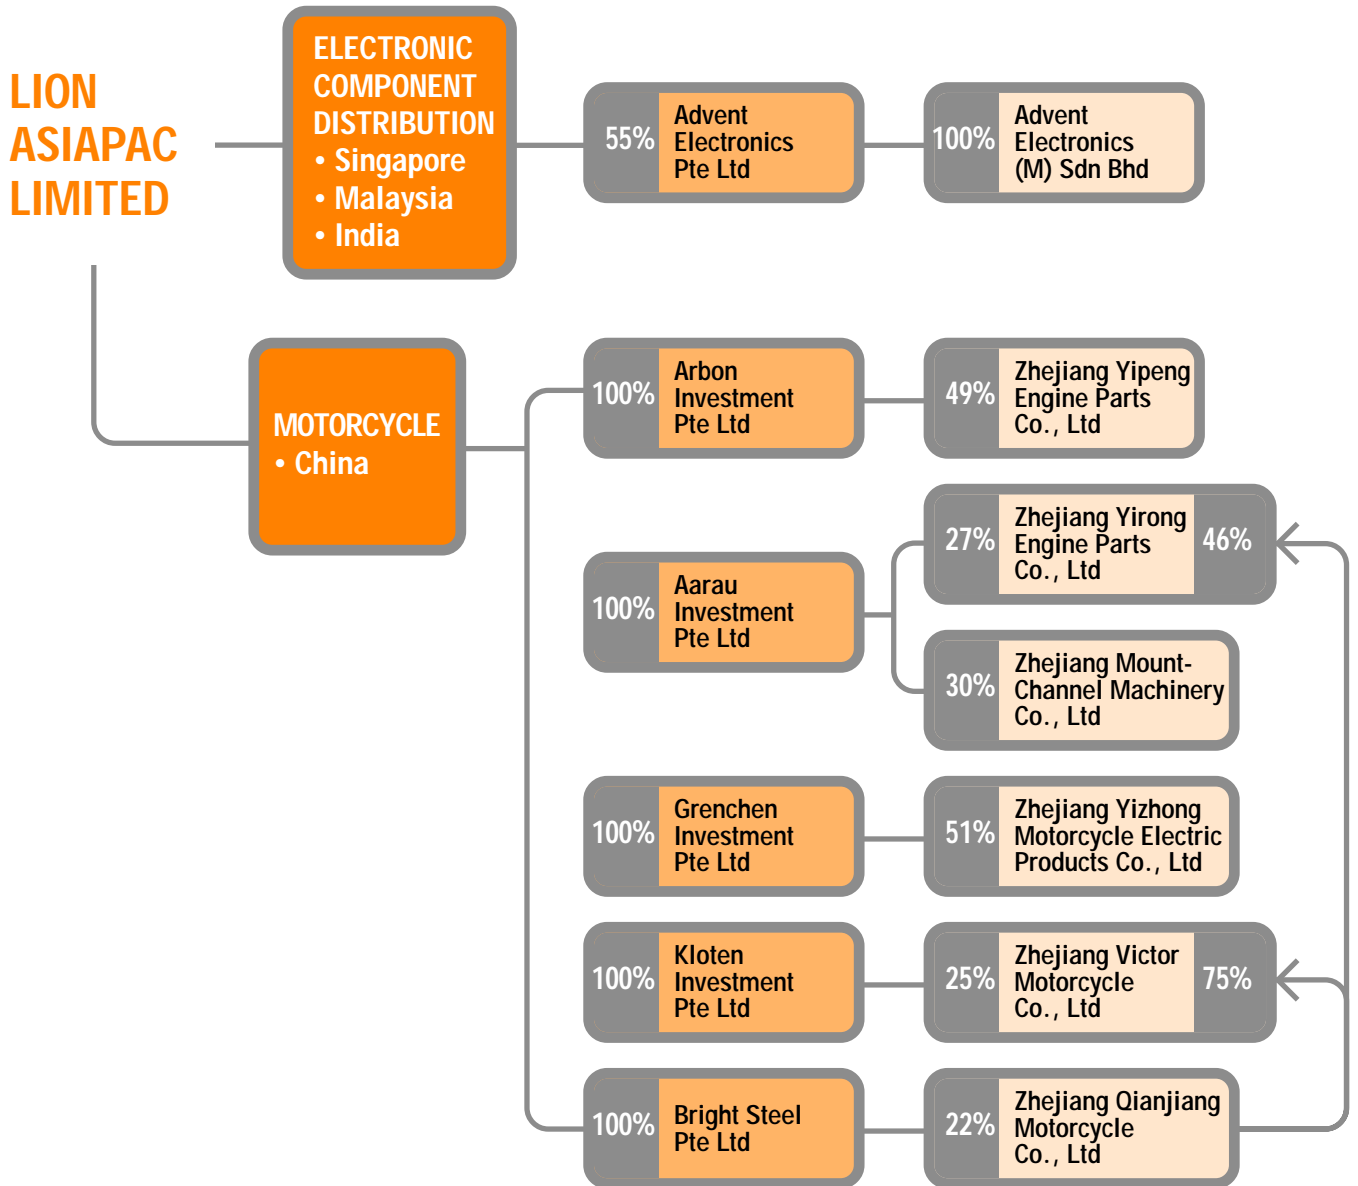 LION
ASIAPAC
LIMITED
ELECTRONIC
COMPONENT
DISTRIBUTION
• Singapore
• Malaysia
• India
55%
Advent
Electronics
Pte Ltd
100%
Advent
Electronics
(M) Sdn Bhd
MOTORCYCLE
• China
100%
Arbon
Investment
Pte Ltd
49%
Zhejiang Yipeng
Engine Parts
Co., Ltd
100%
Aarau
Investment
Pte Ltd
27%
Zhejiang Yirong
Engine Parts
Co., Ltd
46%
30%
Zhejiang Mount-
Channel Machinery
Co., Ltd
100%
Grenchen
Investment
Pte Ltd
51%
Zhejiang Yizhong
Motorcycle Electric
Products Co., Ltd
100%
Kloten
Investment
Pte Ltd
25%
Zhejiang Victor
Motorcycle
Co., Ltd
75%
100%
Bright Steel
Pte Ltd
22%
Zhejiang Qianjiang
Motorcycle
Co., Ltd